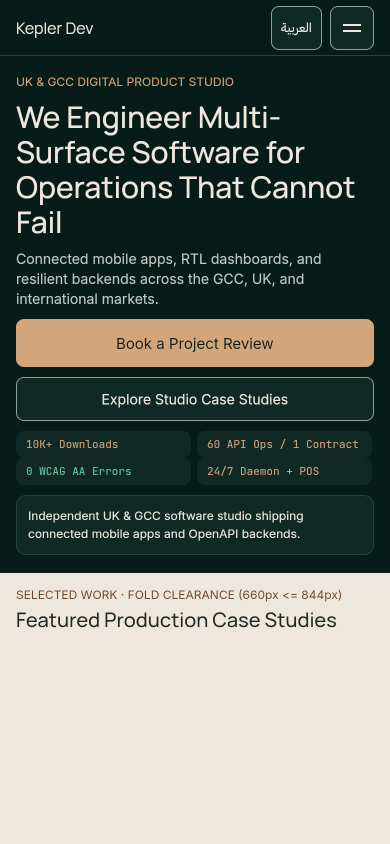 Kepler Dev
العربية
UK & GCC DIGITAL PRODUCT STUDIO
We Engineer Multi-
Surface Software for
Operations That Cannot
Fail
Connected mobile apps, RTL dashboards, and
resilient backends across the GCC, UK, and
international markets.
Book a Project Review
Explore Studio Case Studies
10K+ Downloads
60 API Ops / 1 Contract
0 WCAG AA Errors
24/7 Daemon + POS
Independent UK & GCC software studio shipping
connected mobile apps and OpenAPI backends.
SELECTED WORK · FOLD CLEARANCE (660px <= 844px)
Featured Production Case Studies